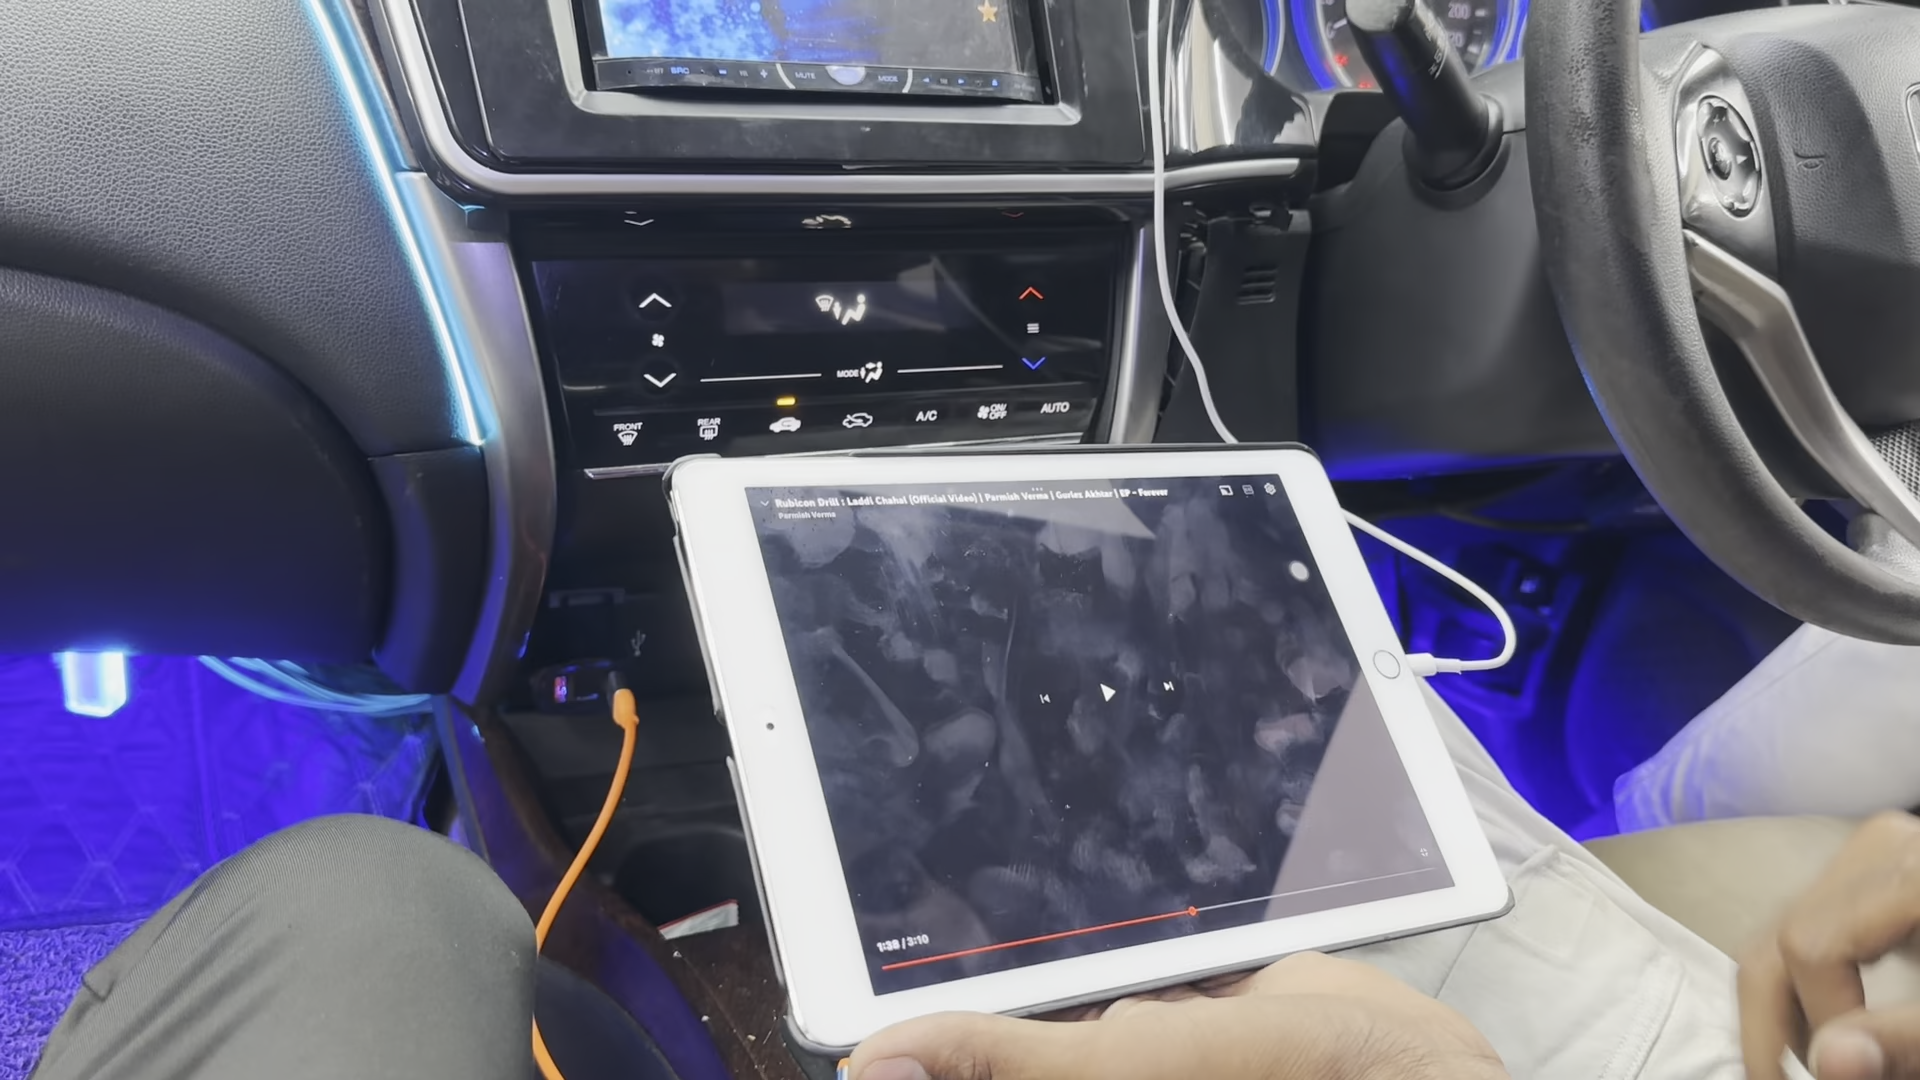 SRC
MUTE
MODE
200
MODE
FRONT
REAR
A/C
ON/OFF
AUTO
Rubicon Drill : Laddi Chahal (Official Video) | Parmish Verma | Gurlez Akhtar | EP - Forever
Parmish Verma
1:38 / 3:10